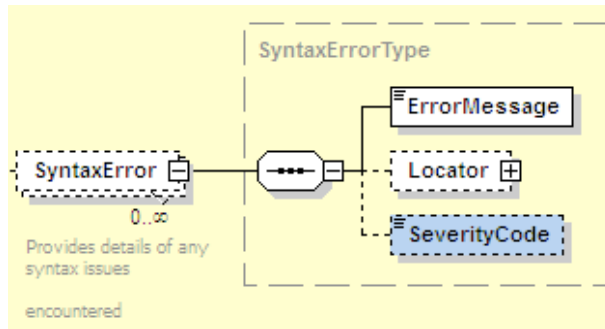 SyntaxErrorType
ErrorMessage
SyntaxError
Locator
0..∞
SeverityCode
Provides details of any
syntax issues
encountered